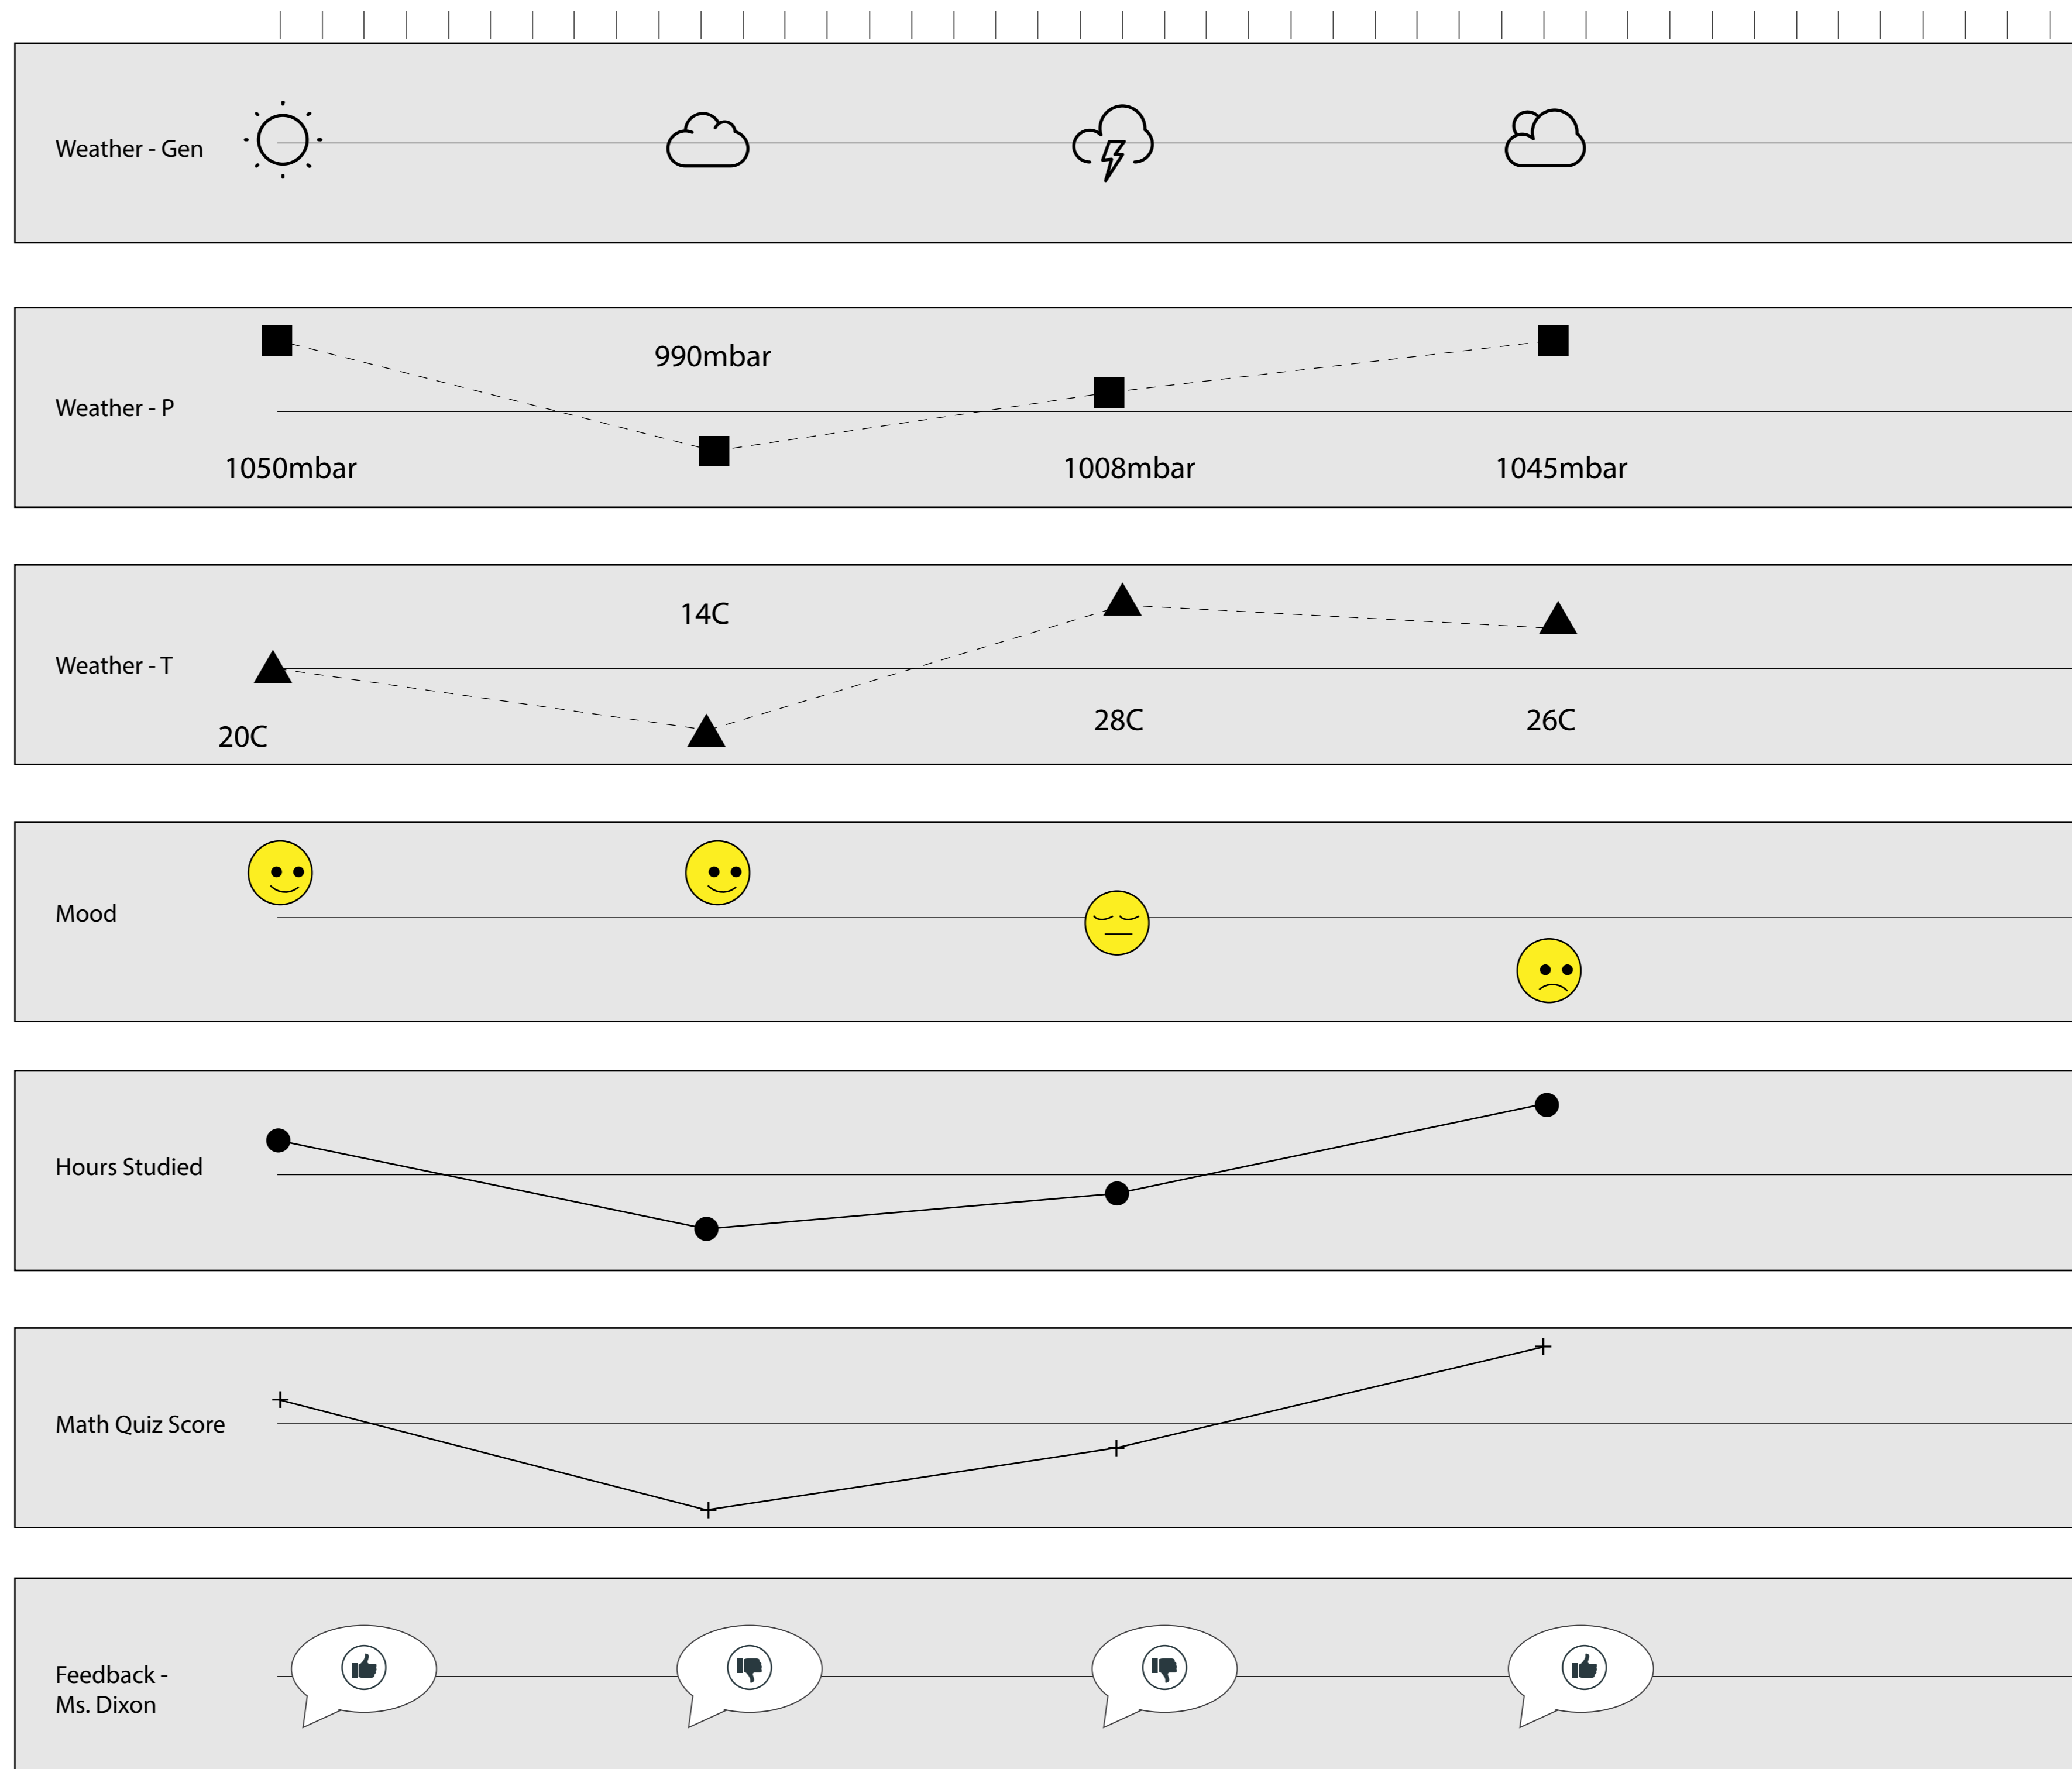 Weather - Gen
990mbar
Weather - P
1050mbar
1008mbar
1045mbar
14C
Weather - T
20C
28C
26C
Mood
Hours Studied
Math Quiz Score
Feedback -
Ms. Dixon